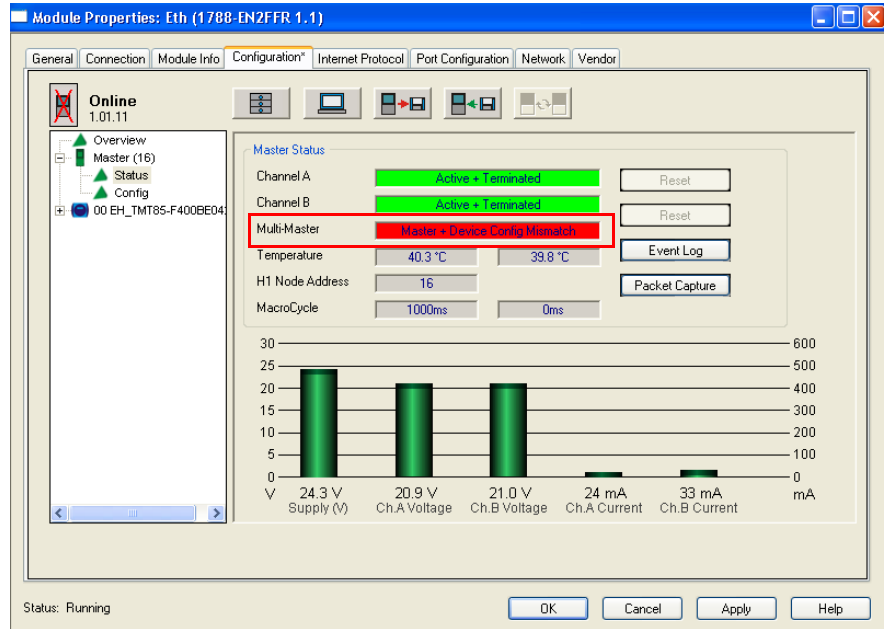 Module Properties: Eth (1788-EN2FFR 1.1)
General Connection Module Info Configuration* Internet Protocol Port Configuration Network Vendor
Online
1.01.11
Overview
Master (16)
Status
Config
00 EH_TMT85-F400BE04
Master Status
Channel A Active + Terminated Reset
Channel B Active + Terminated Reset
Multi-Master Master + Device Config Mismatch
Temperature 40.3 °C 39.8 °C Event Log
H1 Node Address 16 Packet Capture
MacroCycle 1000ms 0ms
30 600
25 500
20 400
15 300
10 200
5 100
0 0
V 24.3 V 20.9 V 21.0 V 24 mA 33 mA mA
Supply (V) Ch.A Voltage Ch.B Voltage Ch.A Current Ch.B Current
Status: Running OK Cancel Apply Help